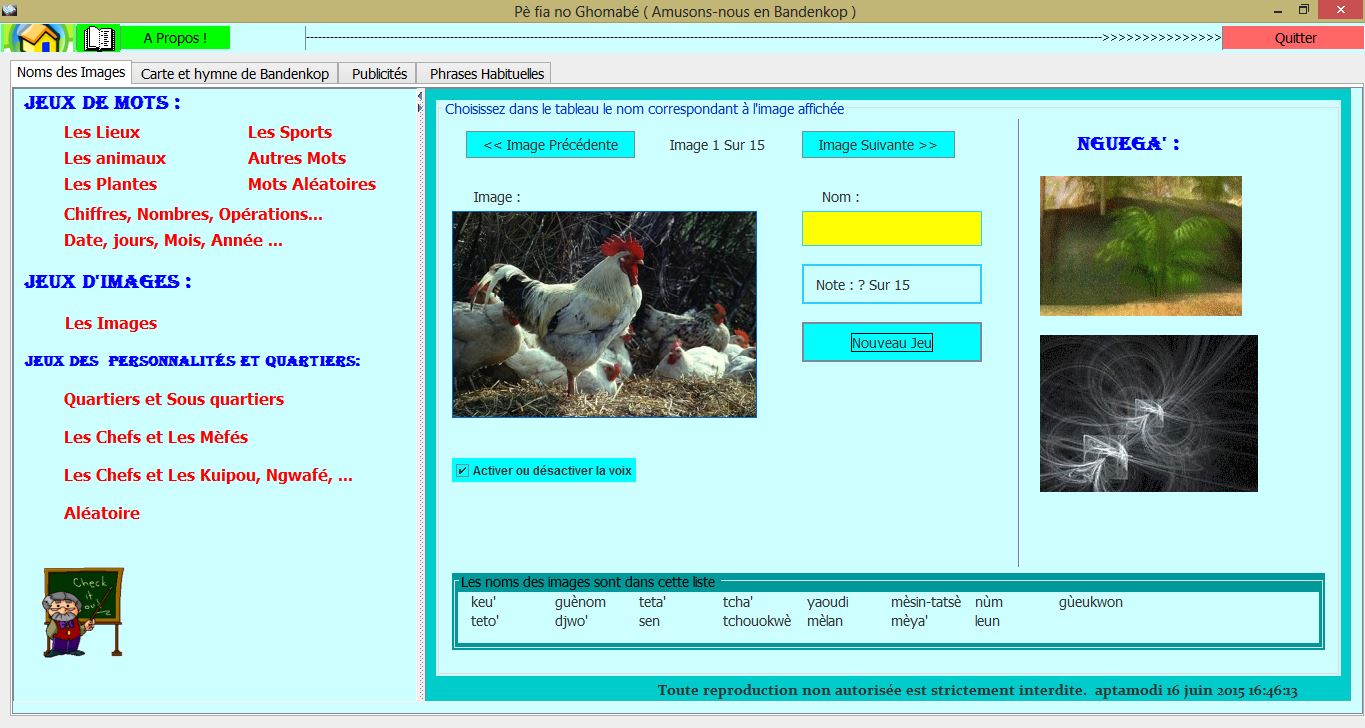 Pè fia no Ghomabé ( Amusons-nous en Bandenkop )
A Propos !
>>>>>>>>>>>>>>>
Quitter
Noms des Images
Carte et hymne de Bandenkop
Publicités
Phrases Habituelles
JEUX DE MOTS :
Les Lieux
Les Sports
Les animaux
Autres Mots
Les Plantes
Mots Aléatoires
Chiffres, Nombres, Opérations...
Date, jours, Mois, Année ...
JEUX D'IMAGES :
Les Images
JEUX DES PERSONNALITÉS ET QUARTIERS:
Quartiers et Sous quartiers
Les Chefs et Les Mèfés
Les Chefs et Les Kuipou, Ngwafé, ...
Aléatoire
Check it out!
Choisissez dans le tableau le nom correspondant à l'image affichée
<< Image Précédente
Image 1 Sur 15
Image Suivante >>
Image :
Nom :
Note : ? Sur 15
Nouveau Jeu
Activer ou désactiver la voix
NGUEGA' :
Les noms des images sont dans cette liste
keu' guènom teta' tcha' yaoudi mèsin-tatsè nùm gùeukwon
teto' djwo' sen tchouokwè mèlan mèya' leun
Toute reproduction non autorisée est strictement interdite. aptamodi 16 juin 2015 16:46:13